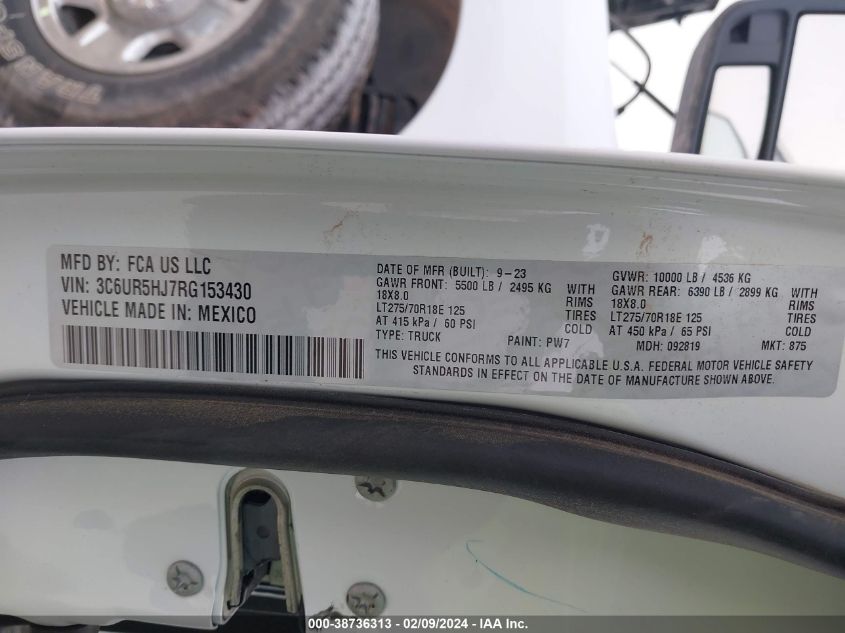 MFD BY: FCA US LLC
VIN: 3C6UR5HJ7RG153430
VEHICLE MADE IN: MEXICO
DATE OF MFR (BUILT): 9-23 GVWR: 10000 LB / 4536 KG
GAWR FRONT: 5500 LB / 2495 KG WITH GAWR REAR: 6390 LB / 2899 KG WITH
18X8.0 RIMS 18X8.0 RIMS
LT275/70R18E 125 TIRES LT275/70R18E 125 TIRES
AT 415 kPa / 60 PSI COLD AT 450 kPa / 65 PSI COLD
TYPE: TRUCK PAINT: PW7 MDH: 092819 MKT: 875
THIS VEHICLE CONFORMS TO ALL APPLICABLE U.S.A. FEDERAL MOTOR VEHICLE SAFETY
STANDARDS IN EFFECT ON THE DATE OF MANUFACTURE SHOWN ABOVE.
000-38736313 - 02/09/2024 - IAA Inc.